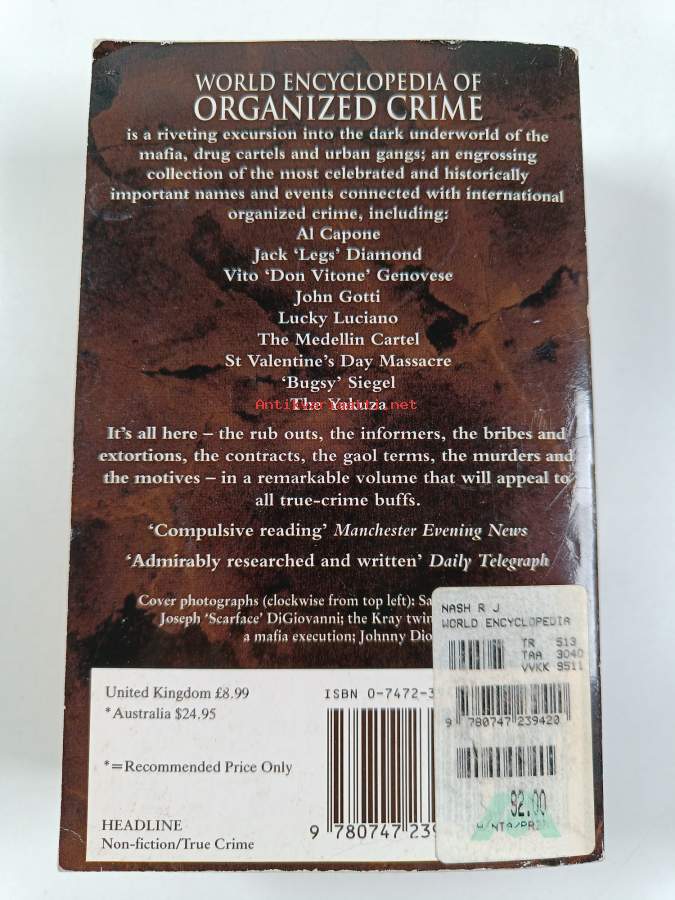 WORLD ENCYCLOPEDIA OF
ORGANIZED CRIME
is a riveting excursion into the dark underworld of the
mafia, drug cartels and urban gangs; an engrossing
collection of the most celebrated and historically
important names and events connected with international
organized crime, including:
Al Capone
Jack ‘Legs’ Diamond
Vito ‘Don Vitone’ Genovese
John Gotti
Lucky Luciano
The Medellin Cartel
St Valentine’s Day Massacre
‘Bugsy’ Siegel
The Yakuza
Antikvariaatti.net
It’s all here – the rub outs, the informers, the bribes and
extortions, the contracts, the gaol terms, the murders and
the motives – in a remarkable volume that will appeal to
all true-crime buffs.
‘Compulsive reading’ Manchester Evening News
‘Admirably researched and written’ Daily Telegraph
Cover photographs (clockwise from top left): Sa
Joseph ‘Scarface’ DiGiovanni; the Kray twin
a mafia execution; Johnny Dio
United Kingdom £8.99
*Australia $24.95
*=Recommended Price Only
HEADLINE
Non-fiction/True Crime
ISBN 0-7472-3
9 780747 239
NASH R J
WORLD ENCYCLOPEDIA
TR 513
TAA 3040
VVKK 9511
9 780747 239420
92.00